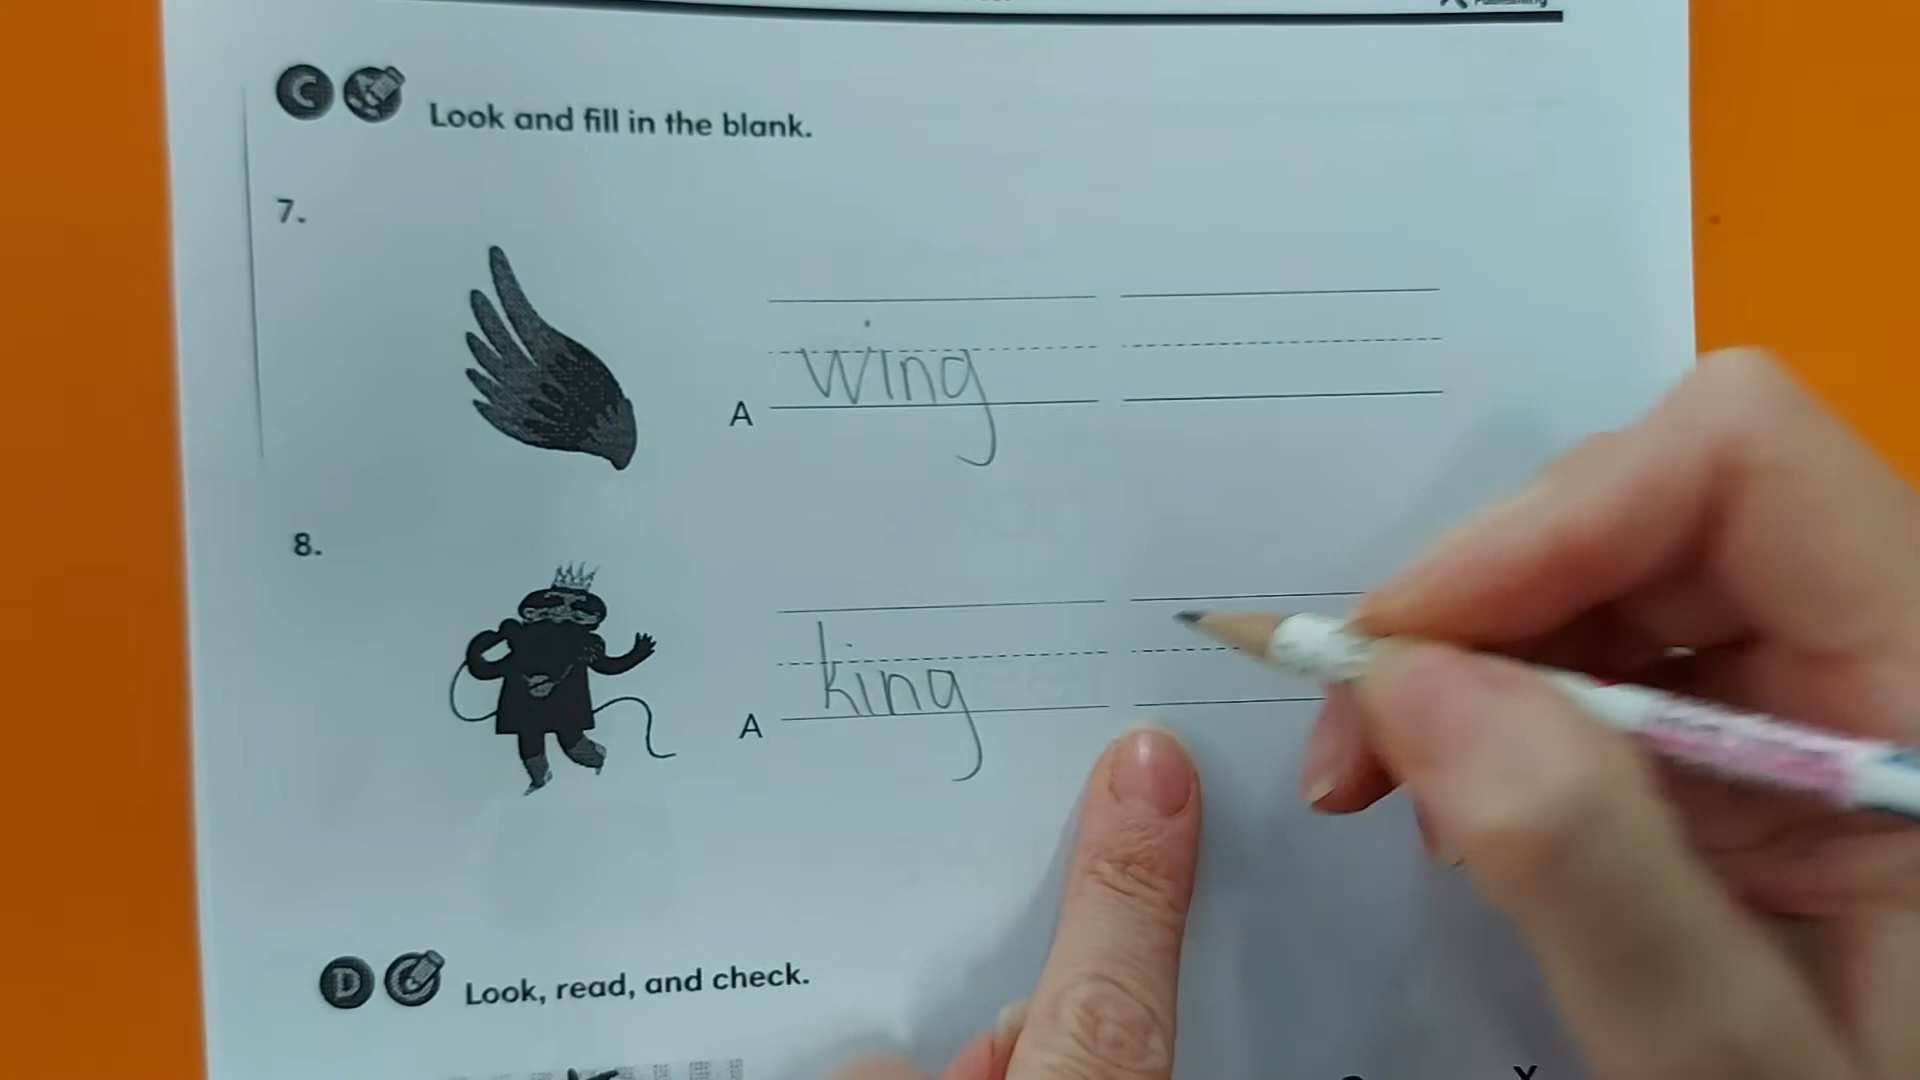 C Look and fill in the blank.
7.
A wing
8.
A king
D Look, read, and check.